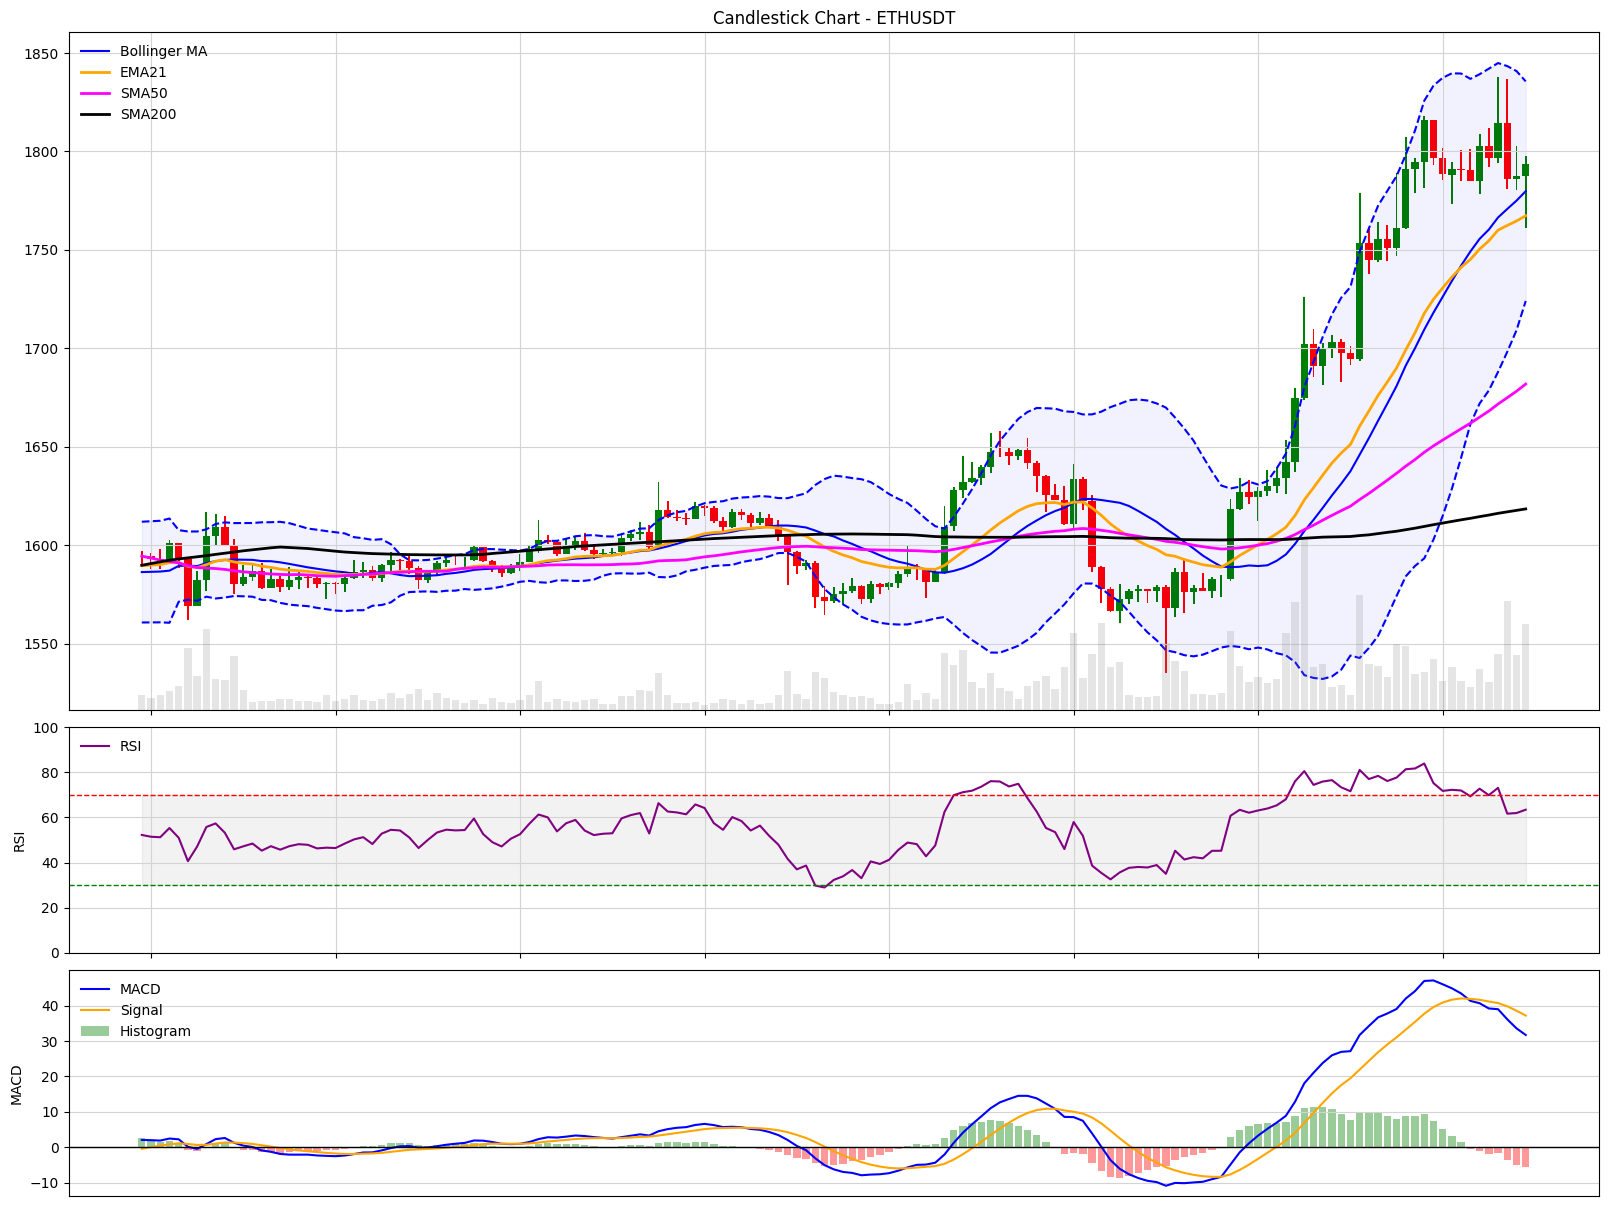 Candlestick Chart - ETHUSDT
Bollinger MA
EMA21
SMA50
SMA200
1850
1800
1750
1700
1650
1600
1550
RSI
100
80
60
40
20
0
RSI
MACD
Signal
Histogram
40
30
20
10
0
−10
MACD